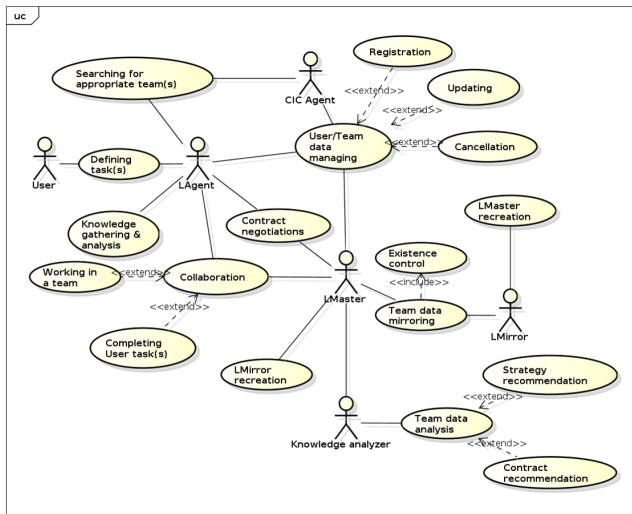 uc
Registration
Searching for
appropriate team(s)
<<extend>>
CIC Agent
Updating
<<extend>>
User/Team
data
managing
<<extend>>
Cancellation
User
Defining
task(s)
LAgent
LMaster
recreation
Knowledge
gathering &
analysis
Contract
negotiations
Existence
control
Working in
a team
<<extend>>
Collaboration
<<include>>
LMaster
Team data
mirroring
<<extend>>
LMirror
Completing
User task(s)
LMirror
recreation
Strategy
recommendation
<<extend>>
Team data
analysis
Knowledge analyzer
<<extend>>
Contract
recommendation